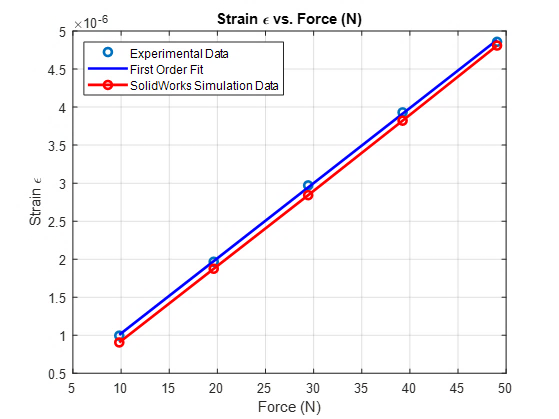 Strain ϵ vs. Force (N)
×10⁻⁶
5
4.5
4
3.5
3
2.5
2
1.5
1
0.5
Strain ϵ
Experimental Data
First Order Fit
SolidWorks Simulation Data
5 10 15 20 25 30 35 40 45 50
Force (N)